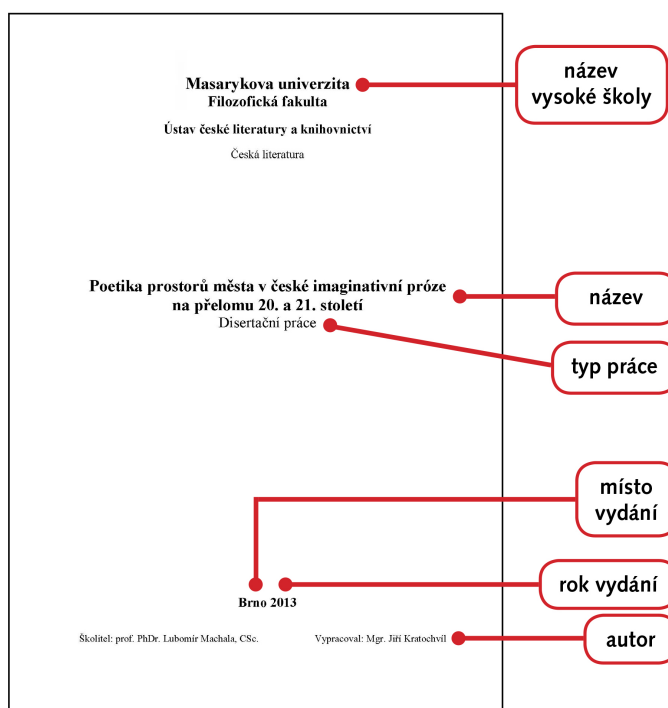 Masarykova univerzita
Filozofická fakulta
Ústav české literatury a knihovnictví
Česká literatura
název
vysoké školy
Poetika prostorů města v české imaginativní próze
na přelomu 20. a 21. století
Disertační práce
název
typ práce
místo
vydání
Brno 2013
rok vydání
Školitel: prof. PhDr. Lubomír Machala, CSc.
Vypracoval: Mgr. Jiří Kratochvíl
autor